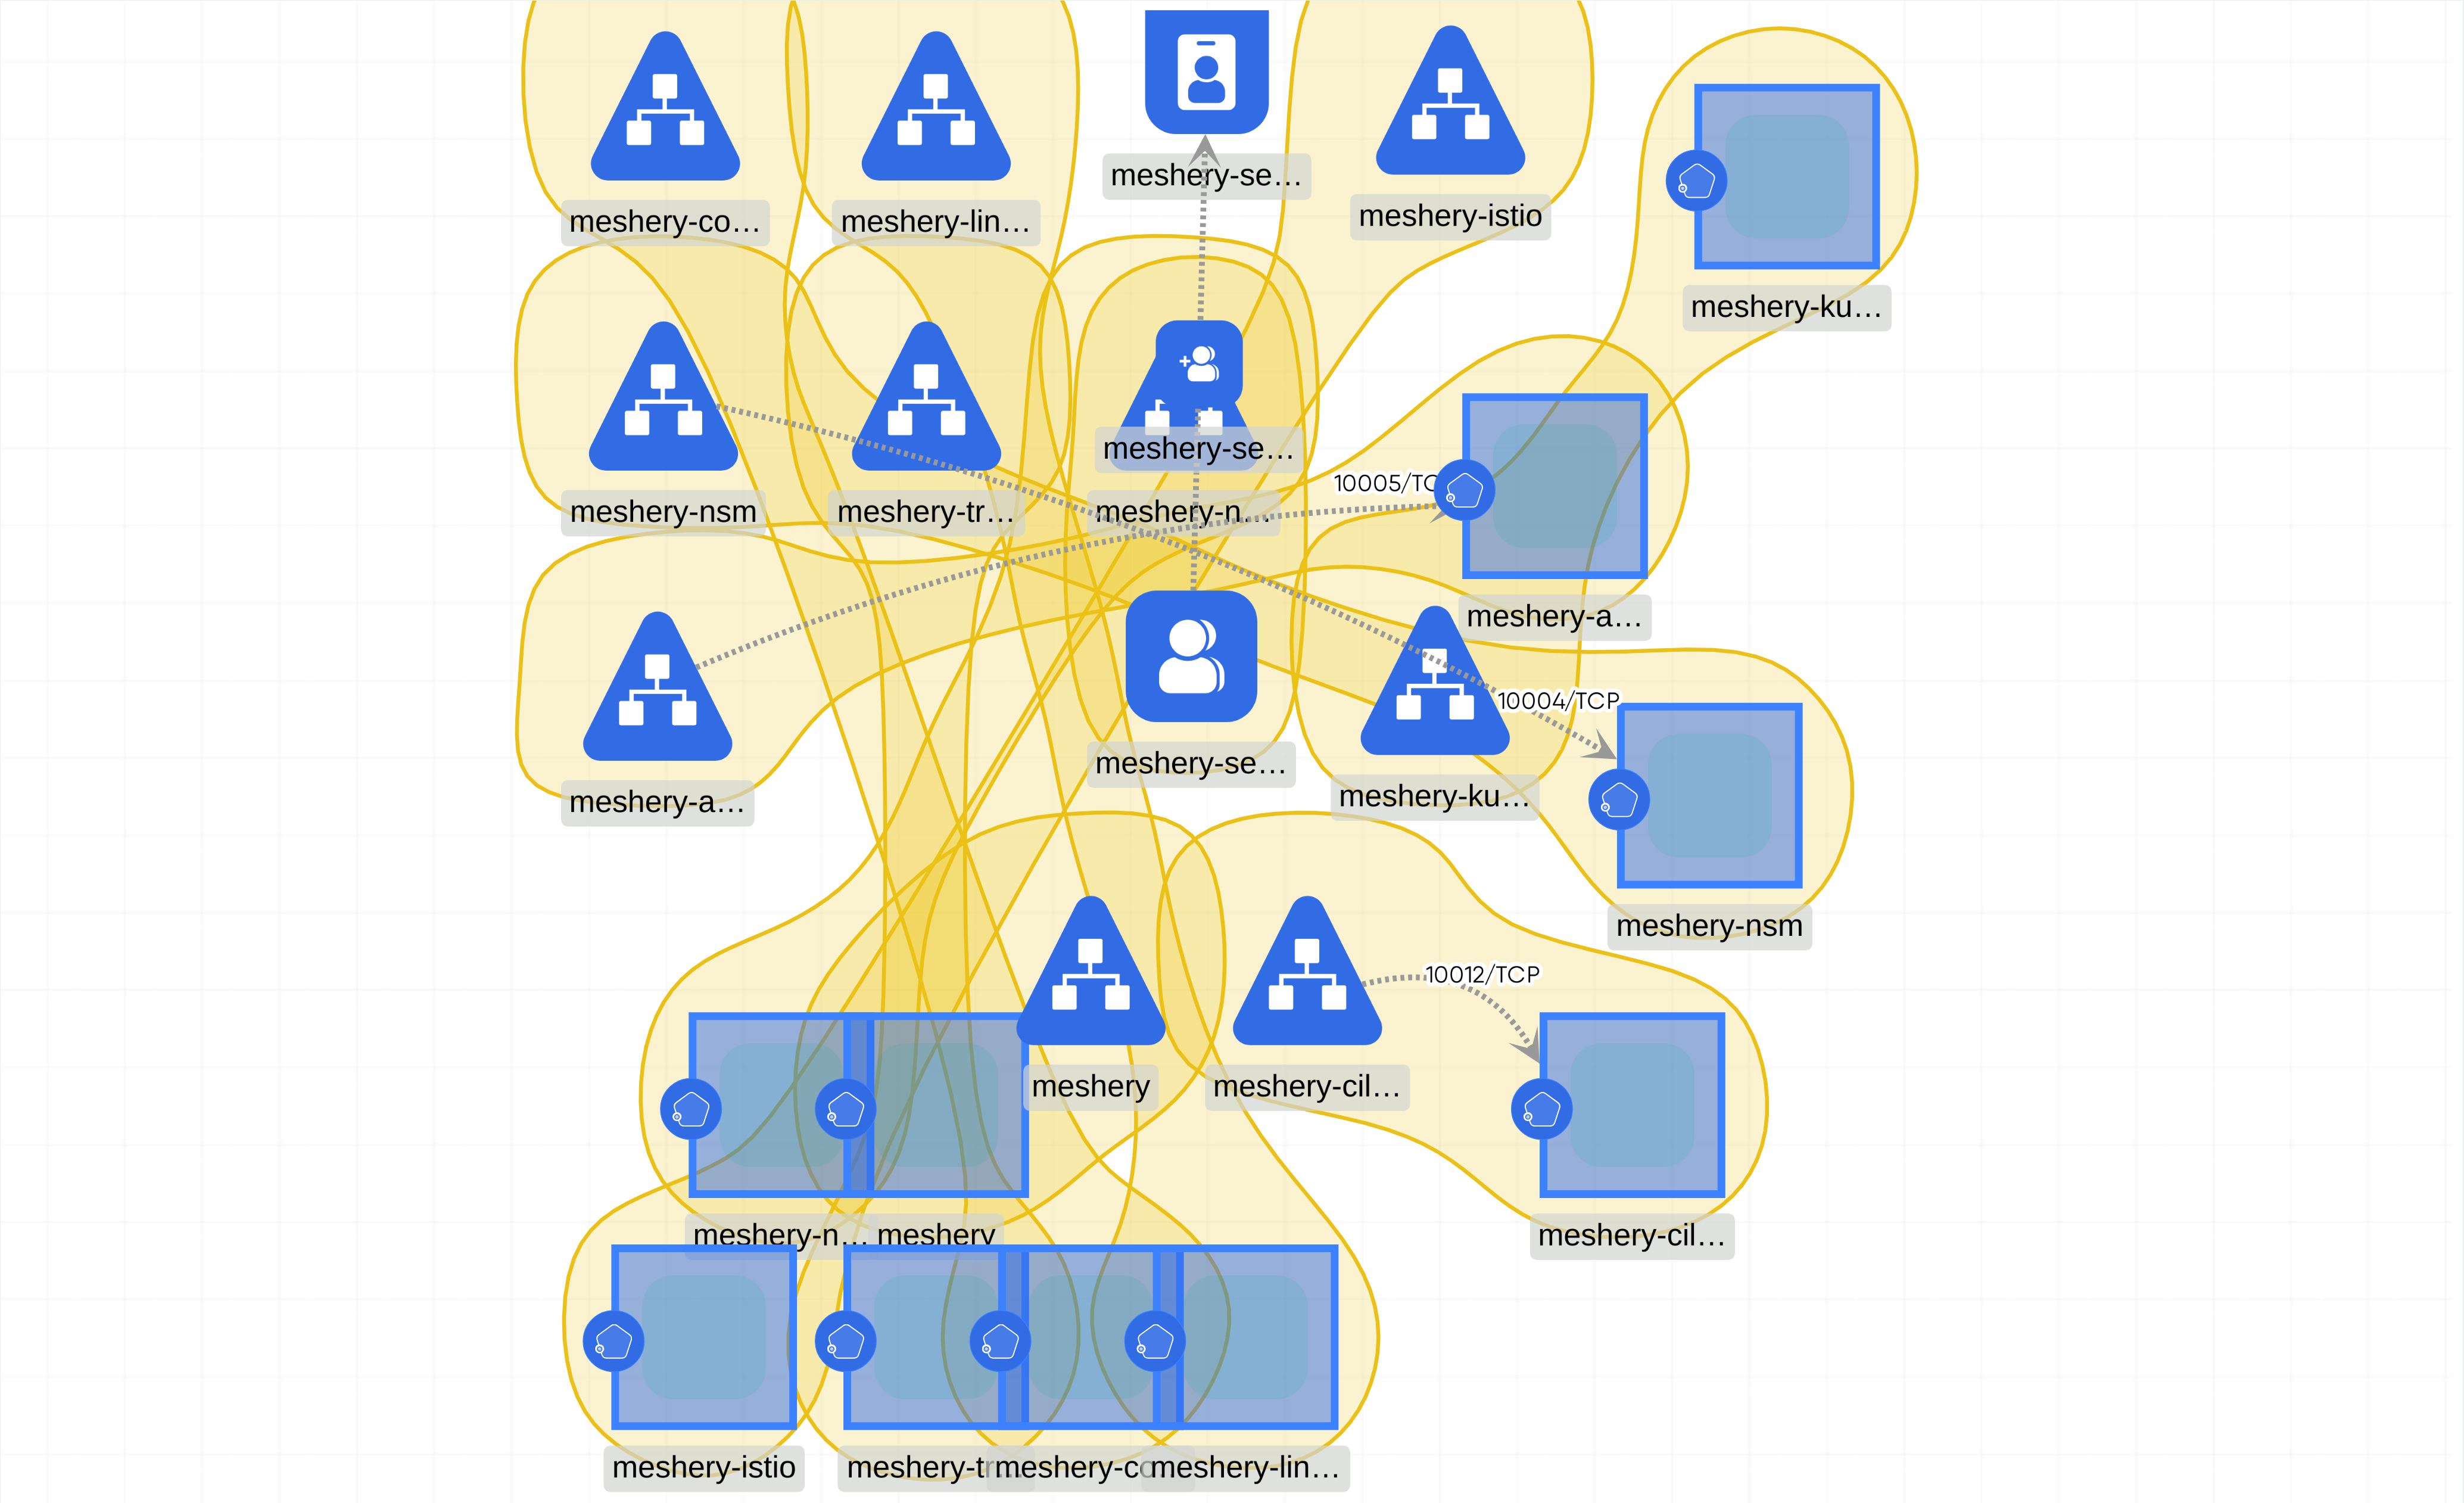 meshery-co…
meshery-lin…
meshery-se…
meshery-istio
meshery-ku…
meshery-nsm
meshery-tr…
meshery-se…
meshery-n…
10005/TC
meshery-a…
meshery-a…
meshery-se…
meshery-ku…
10004/TCP
meshery-nsm
meshery
meshery-cil…
10012/TCP
meshery-n…
meshery
meshery-cil…
meshery-istio
meshery-tr…
meshery-co…
meshery-lin…